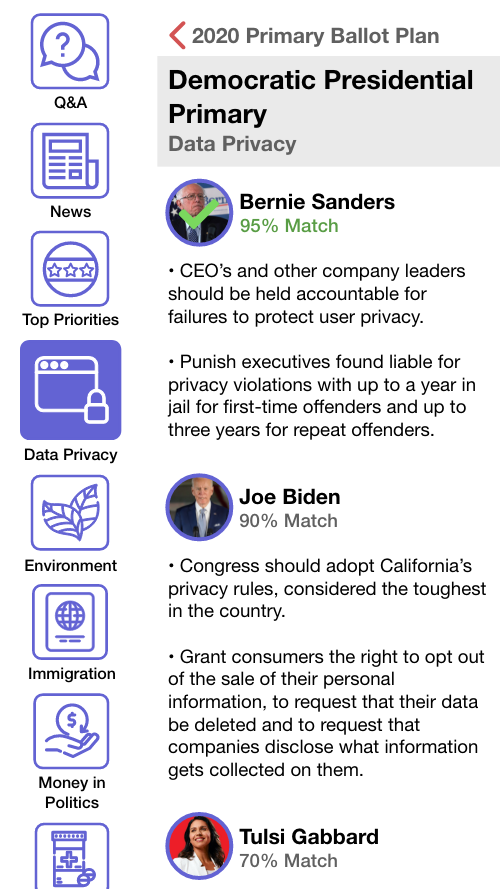 2020 Primary Ballot Plan
Democratic Presidential
Primary
Data Privacy
Q&A
News
Top Priorities
Data Privacy
Environment
Immigration
Money in
Politics
Bernie Sanders
95% Match
• CEO’s and other company leaders
should be held accountable for
failures to protect user privacy.
• Punish executives found liable for
privacy violations with up to a year in
jail for first-time offenders and up to
three years for repeat offenders.
Joe Biden
90% Match
• Congress should adopt California’s
privacy rules, considered the toughest
in the country.
• Grant consumers the right to opt out
of the sale of their personal
information, to request that their data
be deleted and to request that
companies disclose what information
gets collected on them.
Tulsi Gabbard
70% Match